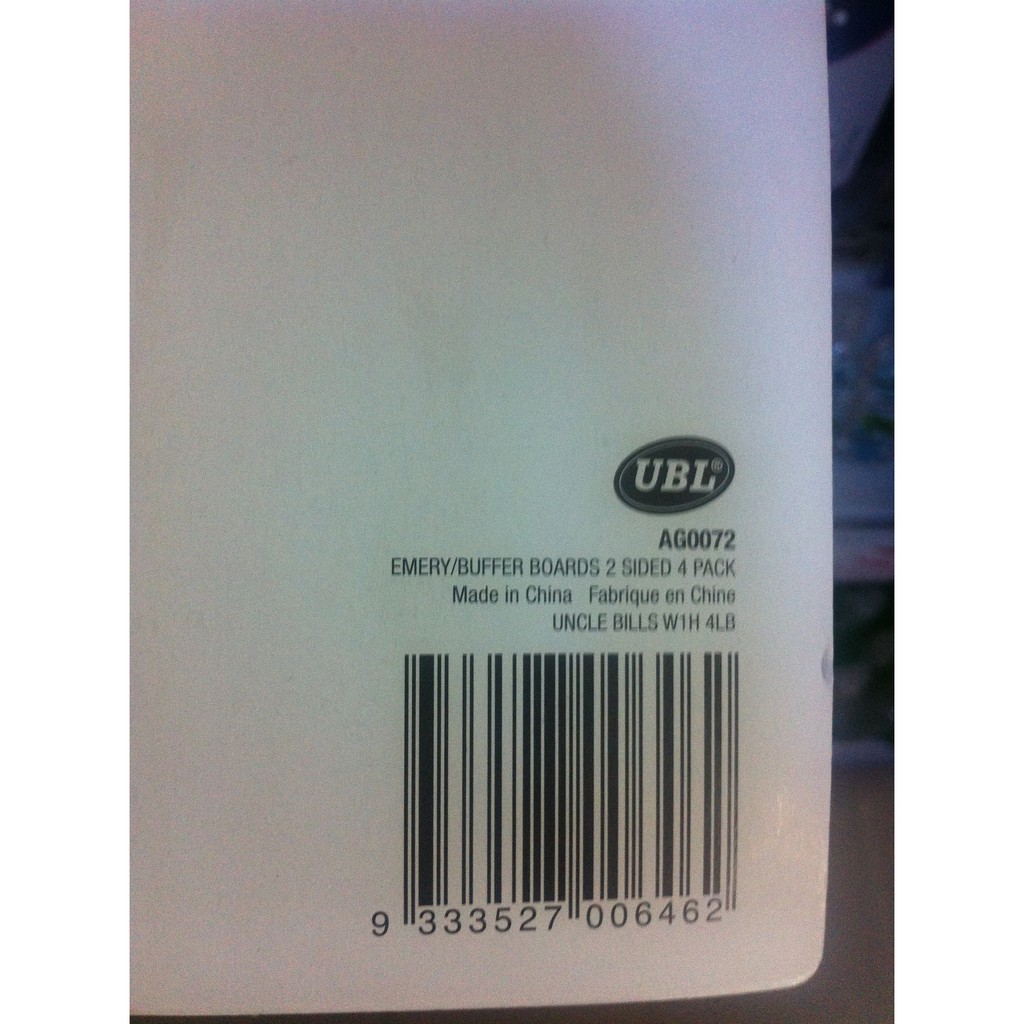 UBL®
AG0072
EMERY/BUFFER BOARDS 2 SIDED 4 PACK
Made in China Fabrique en Chine
UNCLE BILLS W1H 4LB
9 333527 006462